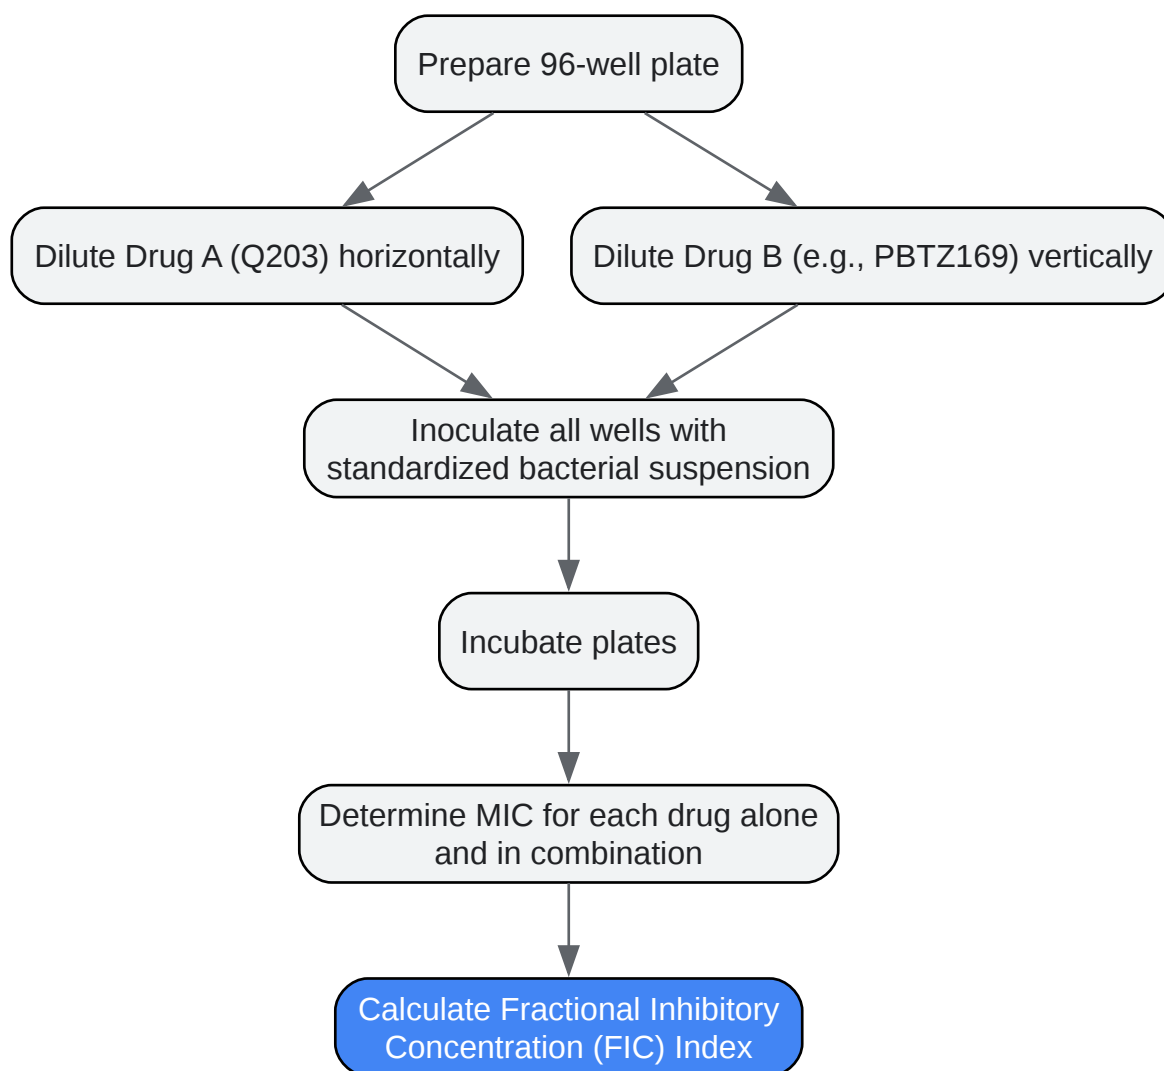 Prepare 96-well plate
Dilute Drug A (Q203) horizontally
Dilute Drug B (e.g., PBTZ169) vertically
Inoculate all wells with
standardized bacterial suspension
Incubate plates
Determine MIC for each drug alone
and in combination
Calculate Fractional Inhibitory
Concentration (FIC) Index